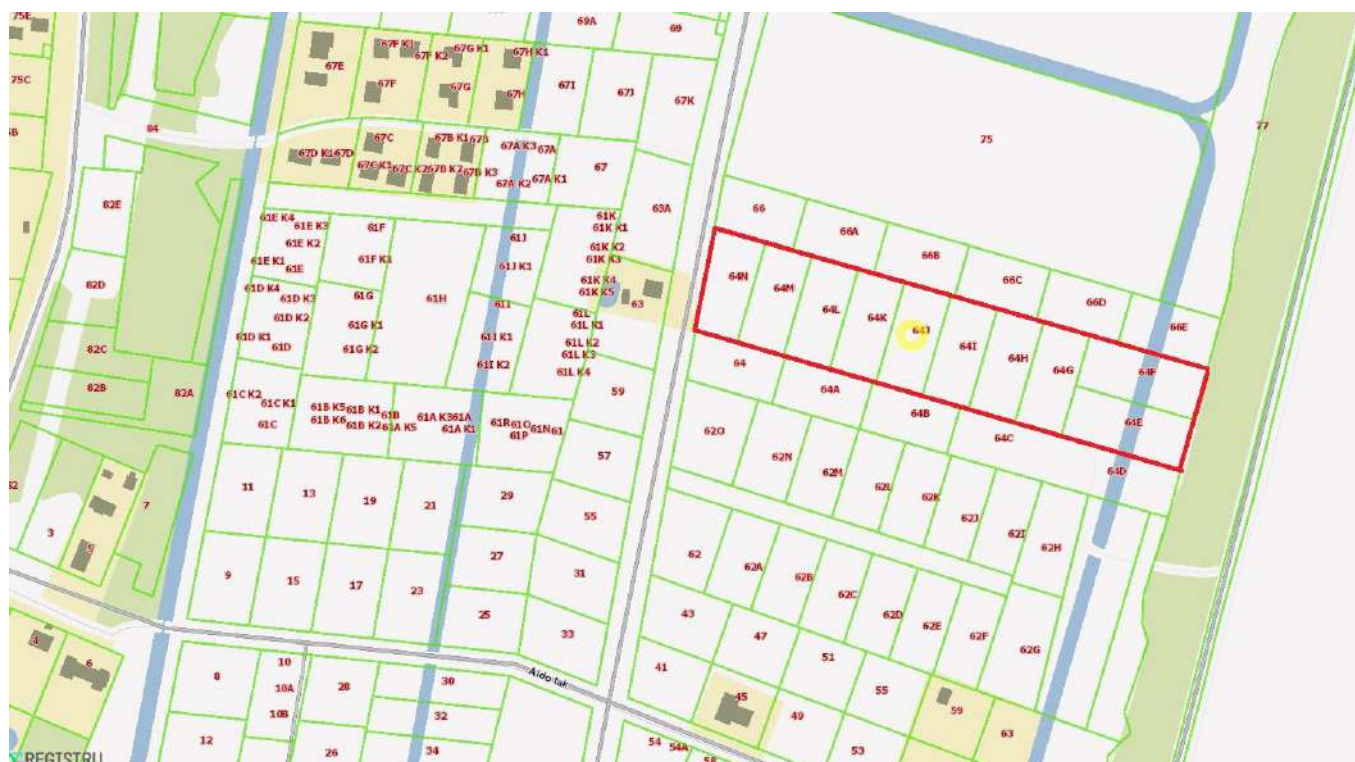 75E
69A
69
67F K1
67F K2
67G K1
67H K1
67E
67F
67G
67H
67I
67J
67K
75C
84
67C
67B K1
67B
67A K3
67A
75
77
67D K1
67D
67C K1
67C K2
67B K2
67B K3
67A K2
67A K1
67
82E
63A
66
66A
66B
66C
66D
66E
61E K4
61E K3
61E K2
61E K1
61E
61F
61F K1
61J
61J K1
61K
61K K1
61K K2
61K K3
61K K4
61K K5
63
64N
64M
64L
64K
64J
64I
64H
64G
64F
64E
82D
61D K4
61D K3
61D K2
61D K1
61D
61G
61G K1
61G K2
61H
61I
61I K1
61I K2
61L
61L K1
61L K2
61L K3
61L K4
64
64A
64B
64C
64D
82C
82B
82A
61C K2
61C K1
61C
61B K5
61B K1
61B K6
61B K2
61B
61A K5
61A K3
61A
61A K1
61R
61O
61P
61N
61
59
57
62O
62N
62M
62L
62K
62J
62I
62H
7
3
5
11
13
19
21
29
55
9
15
17
23
27
25
31
33
62
62A
62B
62C
62D
62E
62F
62G
43
47
51
55
59
63
41
45
49
53
4
6
8
10
10A
10B
28
30
32
34
12
26
Aido tak
54
54A
58
REGISTRU